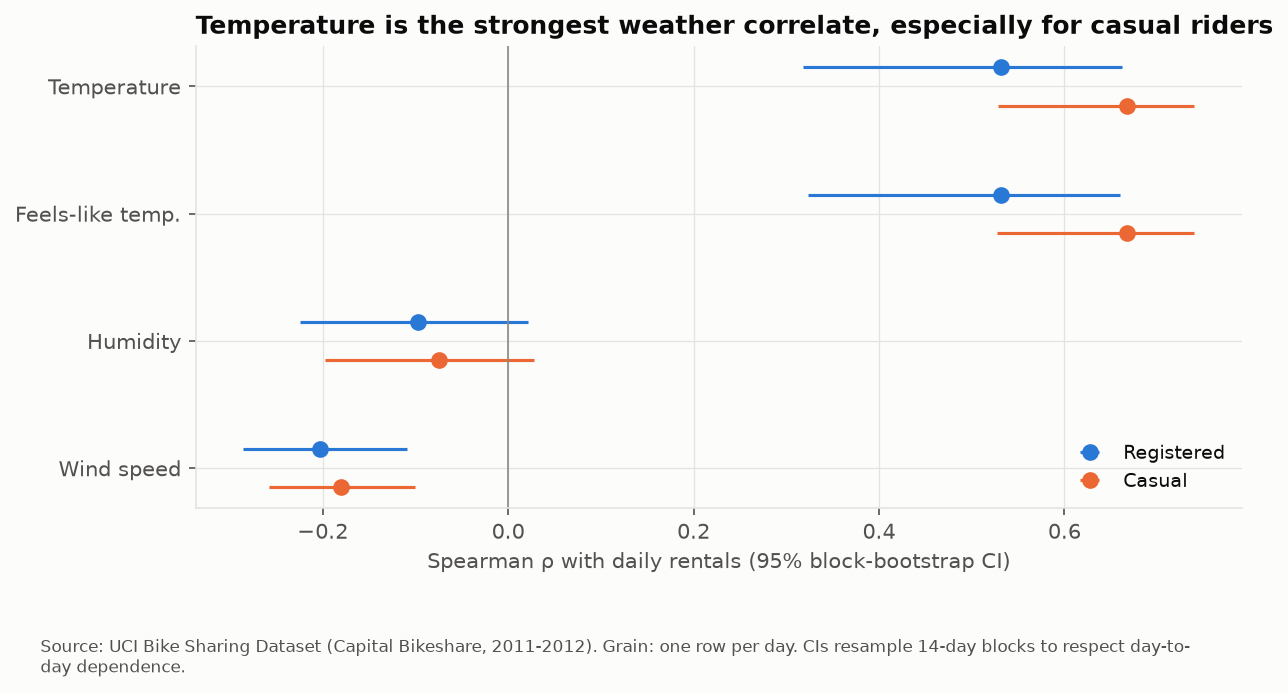 Temperature is the strongest weather correlate, especially for casual riders
Temperature
Feels-like temp.
Humidity
Wind speed
Registered
Casual
−0.2 0.0 0.2 0.4 0.6
Spearman ρ with daily rentals (95% block-bootstrap CI)
Source: UCI Bike Sharing Dataset (Capital Bikeshare, 2011-2012). Grain: one row per day. CIs resample 14-day blocks to respect day-to-
day dependence.